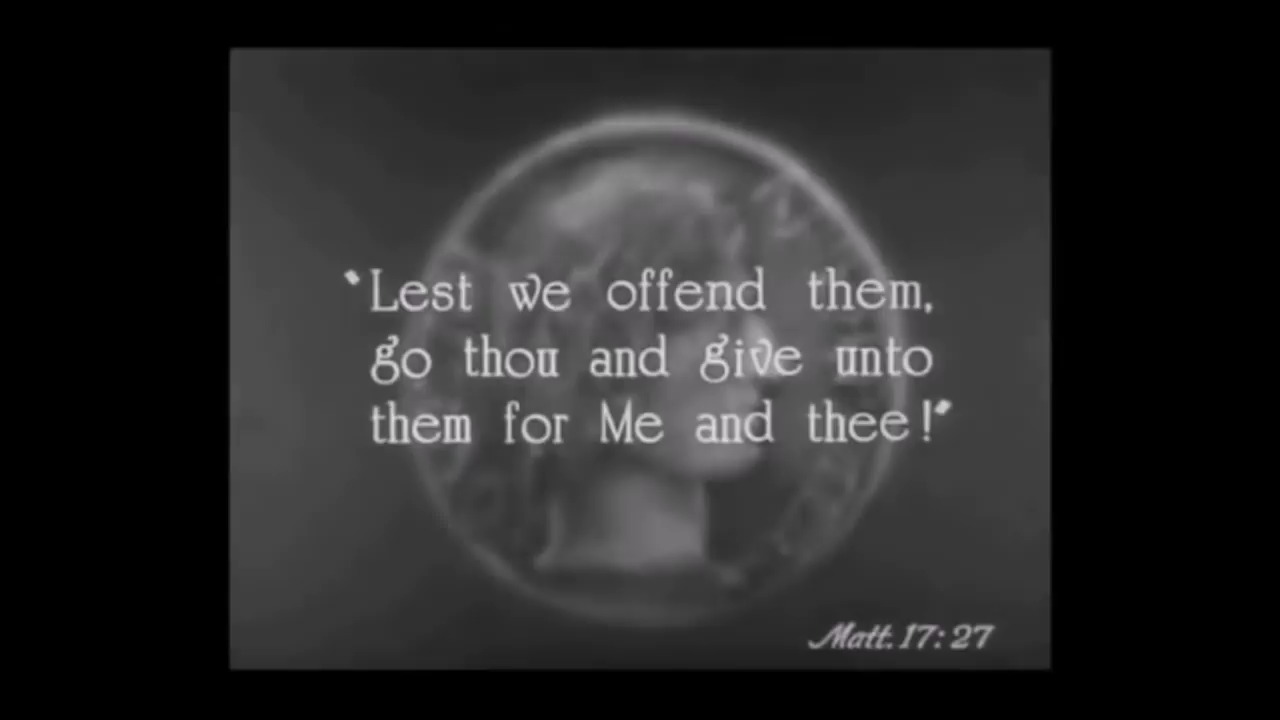 “Lest we offend them,
go thou and give unto
them for Me and thee!”
Matt. 17:27